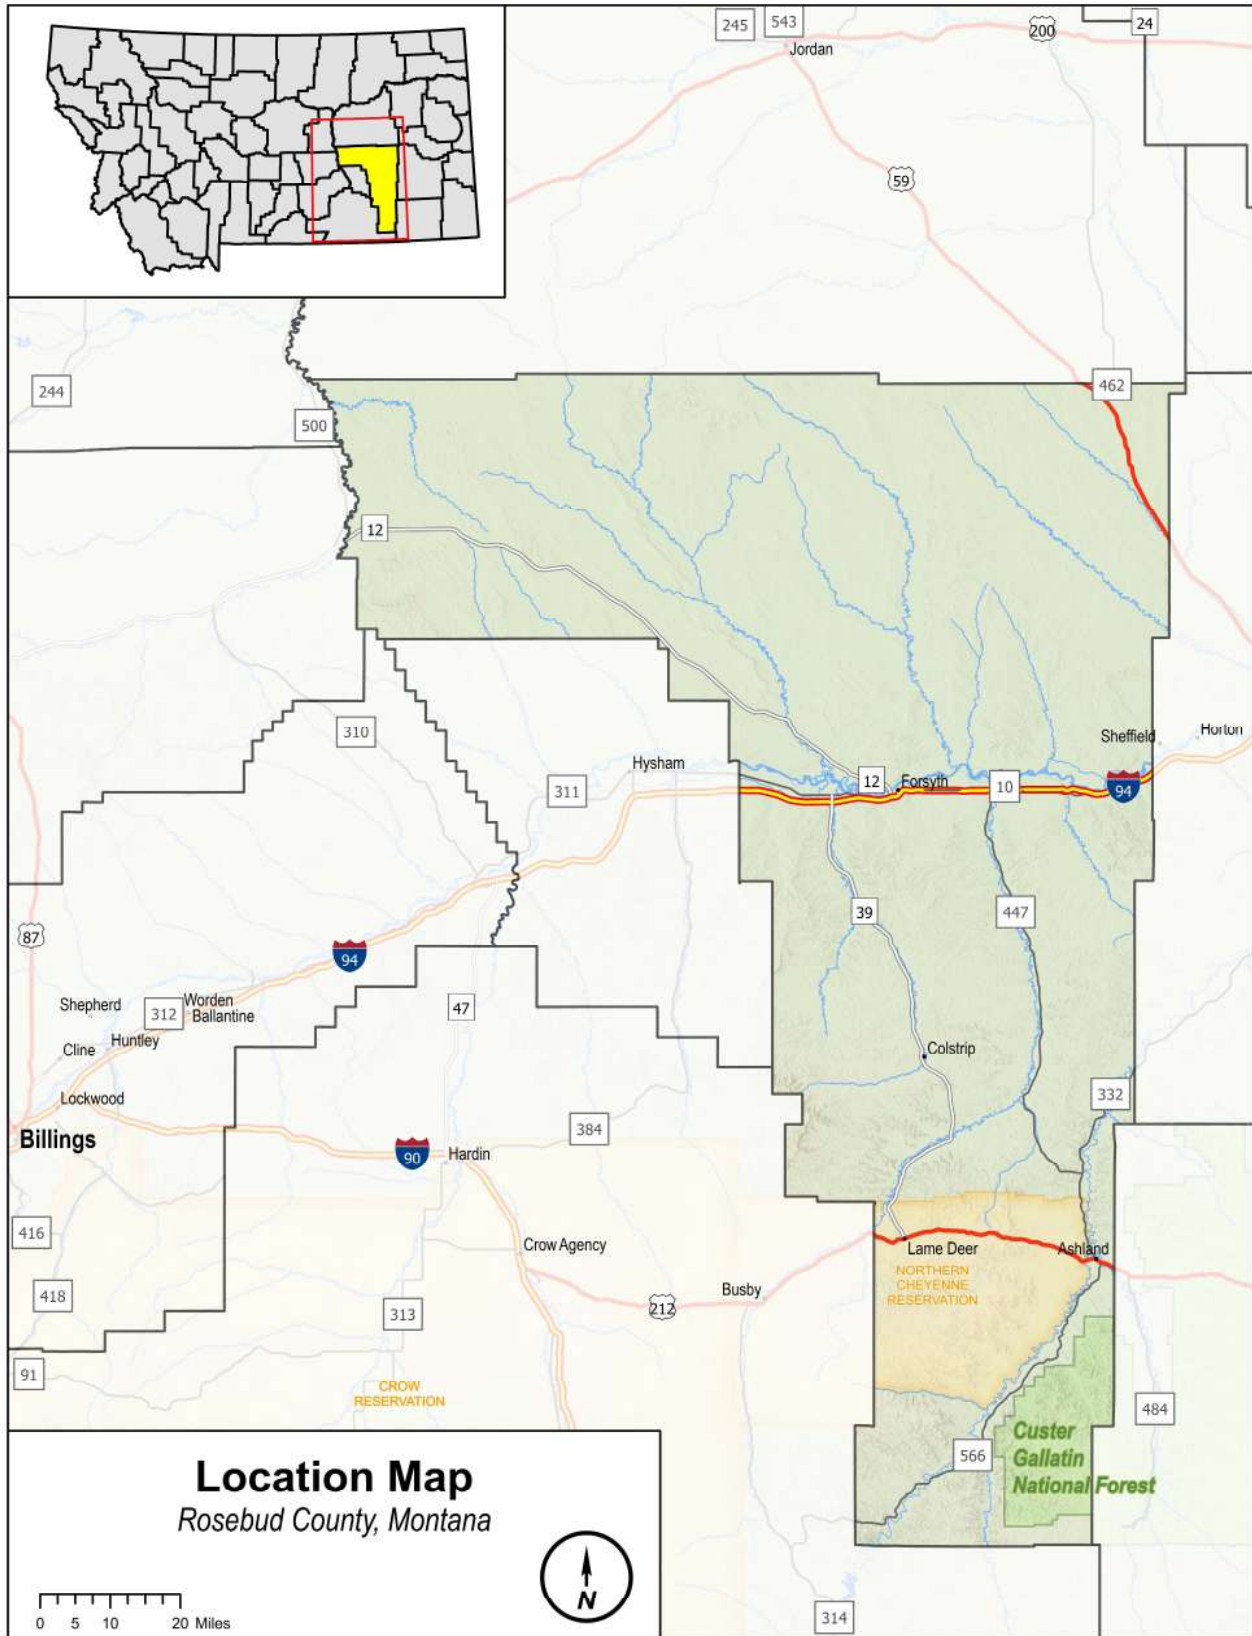 245
543
Jordan
200
24
59
244
500
462
12
310
Hysham
311
Sheffield
Horton
12
Forsyth
10
94
87
39
447
94
Shepherd
312
Worden
Ballantine
47
Huntley
Cline
Colstrip
Lockwood
332
Billings
384
90
Hardin
416
Crow Agency
Lame Deer
Ashland
NORTHERN
CHEYENNE
RESERVATION
418
313
212
Busby
91
CROW
RESERVATION
484
Custer
Gallatin
National Forest
566
Location Map
Rosebud County, Montana
N
0 5 10 20 Miles
314